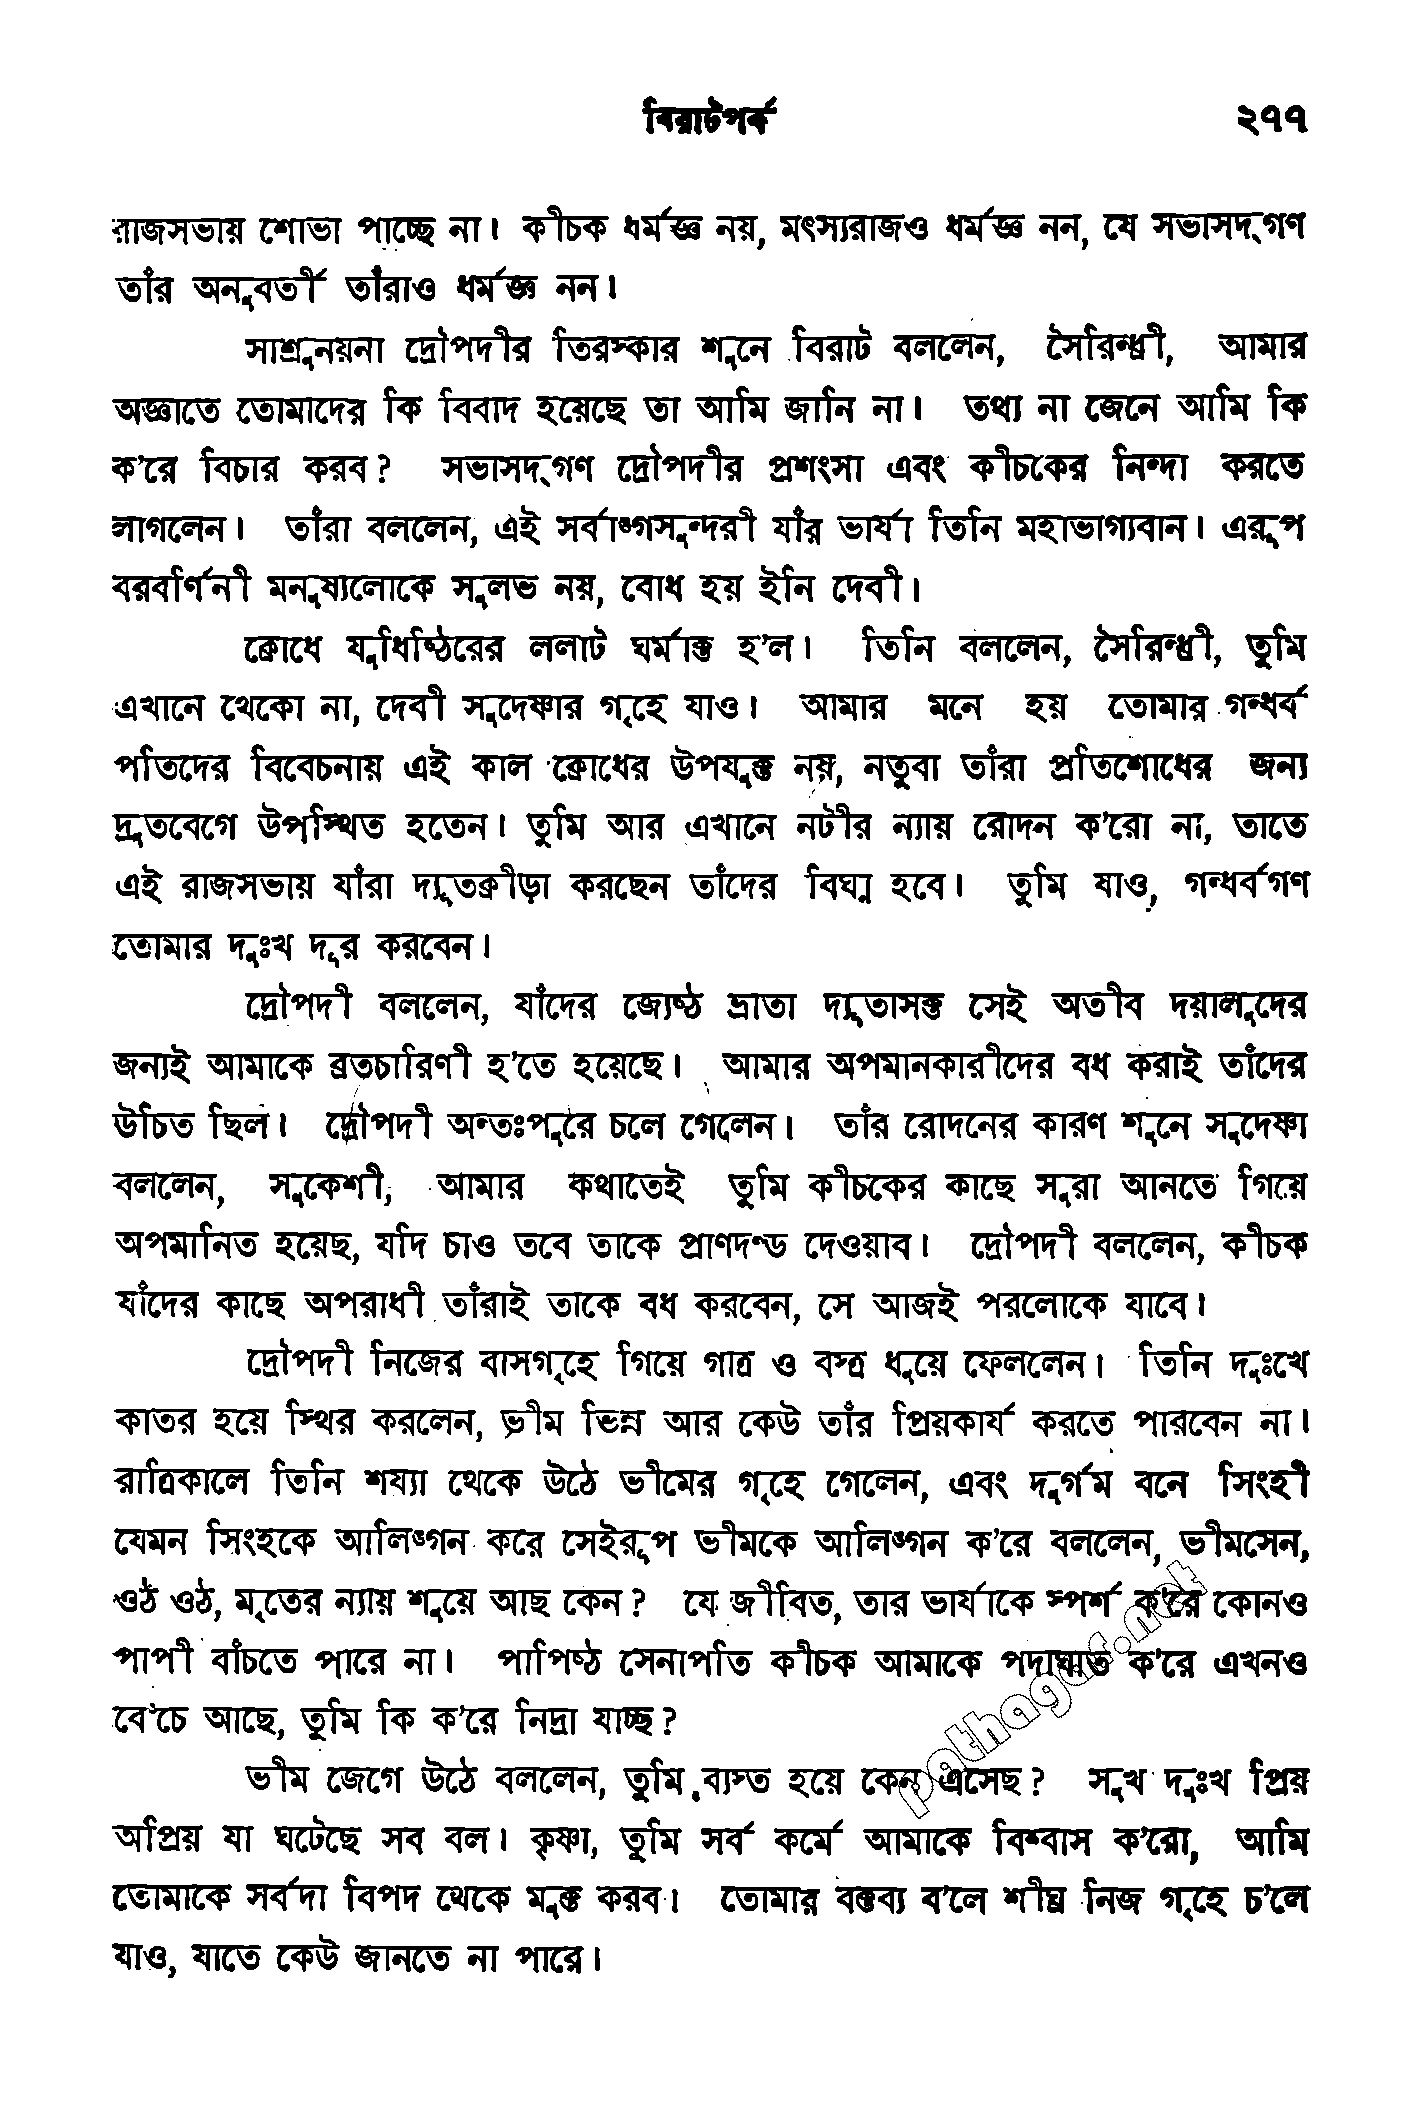 বিরাটপর্ব ২৭৭
রাজসভায় শোভা পাচ্ছে না। কীচক ধর্মজ্ঞ নয়, মৎস্যরাজও ধর্মজ্ঞ নন, যে সভাসদ্‌গণ
তাঁর অনুবর্তী তাঁরাও ধর্মজ্ঞ নন।
সাশ্রুনয়না দ্রৌপদীর তিরস্কার শুনে বিরাট বললেন, সৈরিন্ধ্রী, আমার
অজ্ঞাতে তোমাদের কি বিবাদ হয়েছে তা আমি জানি না। তথ্য না জেনে আমি কি
ক’রে বিচার করব? সভাসদ্‌গণ দ্রৌপদীর প্রশংসা এবং কীচকের নিন্দা করতে
লাগলেন। তাঁরা বললেন, এই সর্বাঙ্গসুন্দরী যাঁর ভার্যা তিনি মহাভাগ্যবান। এরূপ
বরবর্ণিনী মনুষ্যলোকে সুলভ নয়, বোধ হয় ইনি দেবী।
ক্রোধে যুধিষ্ঠিরের ললাট ঘর্মাক্ত হ’ল। তিনি বললেন, সৈরিন্ধ্রী, তুমি
এখানে থেকো না, দেবী সুদেষ্ণার গৃহে যাও। আমার মনে হয় তোমার গন্ধর্ব
পতিদের বিবেচনায় এই কাল ক্রোধের উপযুক্ত নয়, নতুবা তাঁরা প্রতিশোধের জন্য
দ্রুতবেগে উপস্থিত হতেন। তুমি আর এখানে নটীর ন্যায় রোদন ক’রো না, তাতে
এই রাজসভায় যাঁরা দ্যূতক্রীড়া করছেন তাঁদের বিঘ্ন হবে। তুমি যাও, গন্ধর্বগণ
তোমার দুঃখ দূর করবেন।
দ্রৌপদী বললেন, যাঁদের জ্যেষ্ঠ ভ্রাতা দ্যূতাসক্ত সেই অতীব দয়ালুদের
জন্যই আমাকে ব্রতচারিণী হ’তে হয়েছে। আমার অপমানকারীদের বধ করাই তাঁদের
উচিত ছিল। দ্রৌপদী অন্তঃপুরে চলে গেলেন। তাঁর রোদনের কারণ শুনে সুদেষ্ণা
বললেন, সুকেশী, আমার কথাতেই তুমি কীচকের কাছে সুরা আনতে গিয়ে
অপমানিত হয়েছ, যদি চাও তবে তাকে প্রাণদণ্ড দেওয়াব। দ্রৌপদী বললেন, কীচক
যাঁদের কাছে অপরাধী তাঁরাই তাকে বধ করবেন, সে আজই পরলোকে যাবে।
দ্রৌপদী নিজের বাসগৃহে গিয়ে গাত্র ও বস্ত্র ধুয়ে ফেললেন। তিনি দুঃখে
কাতর হয়ে স্থির করলেন, ভীম ভিন্ন আর কেউ তাঁর প্রিয়কার্য করতে পারবেন না।
রাত্রিকালে তিনি শয্যা থেকে উঠে ভীমের গৃহে গেলেন, এবং দুর্গম বনে সিংহী
যেমন সিংহকে আলিঙ্গন করে সেইরূপ ভীমকে আলিঙ্গন ক’রে বললেন, ভীমসেন,
ওঠ ওঠ, মৃতের ন্যায় শুয়ে আছ কেন? যে জীবিত, তার ভার্যাকে স্পর্শ ক’রে কোনও
পাপী বাঁচতে পারে না। পাপিষ্ঠ সেনাপতি কীচক আমাকে পদাঘাত ক’রে এখনও
বেঁচে আছে, তুমি কি ক’রে নিদ্রা যাচ্ছ?
ভীম জেগে উঠে বললেন, তুমি ব্যস্ত হয়ে কেন এসেছ? সুখ দুঃখ প্রিয়
অপ্রিয় যা ঘটেছে সব বল। কৃষ্ণা, তুমি সর্ব কর্মে আমাকে বিশ্বাস ক’রো, আমি
তোমাকে সর্বদা বিপদ থেকে মুক্ত করব। তোমার বক্তব্য ব’লে শীঘ্র নিজ গৃহে চ’লে
যাও, যাতে কেউ জানতে না পারে।
pathagar.net